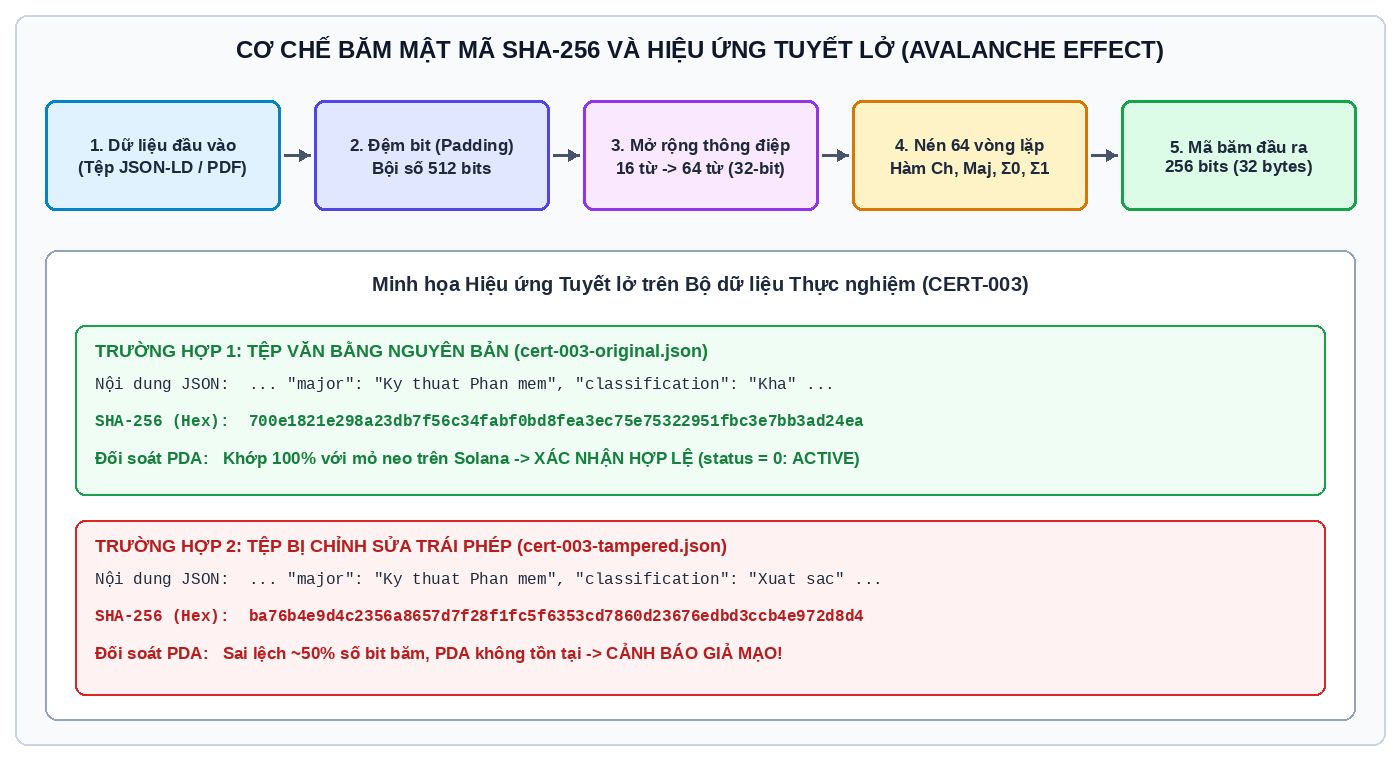 CƠ CHẾ BĂM MẬT MÃ SHA-256 VÀ HIỆU ỨNG TUYẾT LỞ (AVALANCHE EFFECT)
1. Dữ liệu đầu vào
(Tệp JSON-LD / PDF)
2. Đệm bit (Padding)
Bội số 512 bits
3. Mở rộng thông điệp
16 từ -> 64 từ (32-bit)
4. Nén 64 vòng lặp
Hàm Ch, Maj, Σ0, Σ1
5. Mã băm đầu ra
256 bits (32 bytes)
Minh họa Hiệu ứng Tuyết lở trên Bộ dữ liệu Thực nghiệm (CERT-003)
TRƯỜNG HỢP 1: TỆP VĂN BẰNG NGUYÊN BẢN (cert-003-original.json)
Nội dung JSON:  ... "major": "Ky thuat Phan mem", "classification": "Kha" ...
SHA-256 (Hex):  700e1821e298a23db7f56c34fabf0bd8fea3ec75e75322951fbc3e7bb3ad24ea
Đối soát PDA:   Khớp 100% với mỏ neo trên Solana -> XÁC NHẬN HỢP LỆ (status = 0: ACTIVE)
TRƯỜNG HỢP 2: TỆP BỊ CHỈNH SỬA TRÁI PHÉP (cert-003-tampered.json)
Nội dung JSON:  ... "major": "Ky thuat Phan mem", "classification": "Xuat sac" ...
SHA-256 (Hex):  ba76b4e9d4c2356a8657d7f28f1fc5f6353cd7860d23676edbd3ccb4e972d8d4
Đối soát PDA:   Sai lệch ~50% số bit băm, PDA không tồn tại -> CẢNH BÁO GIẢ MẠO!